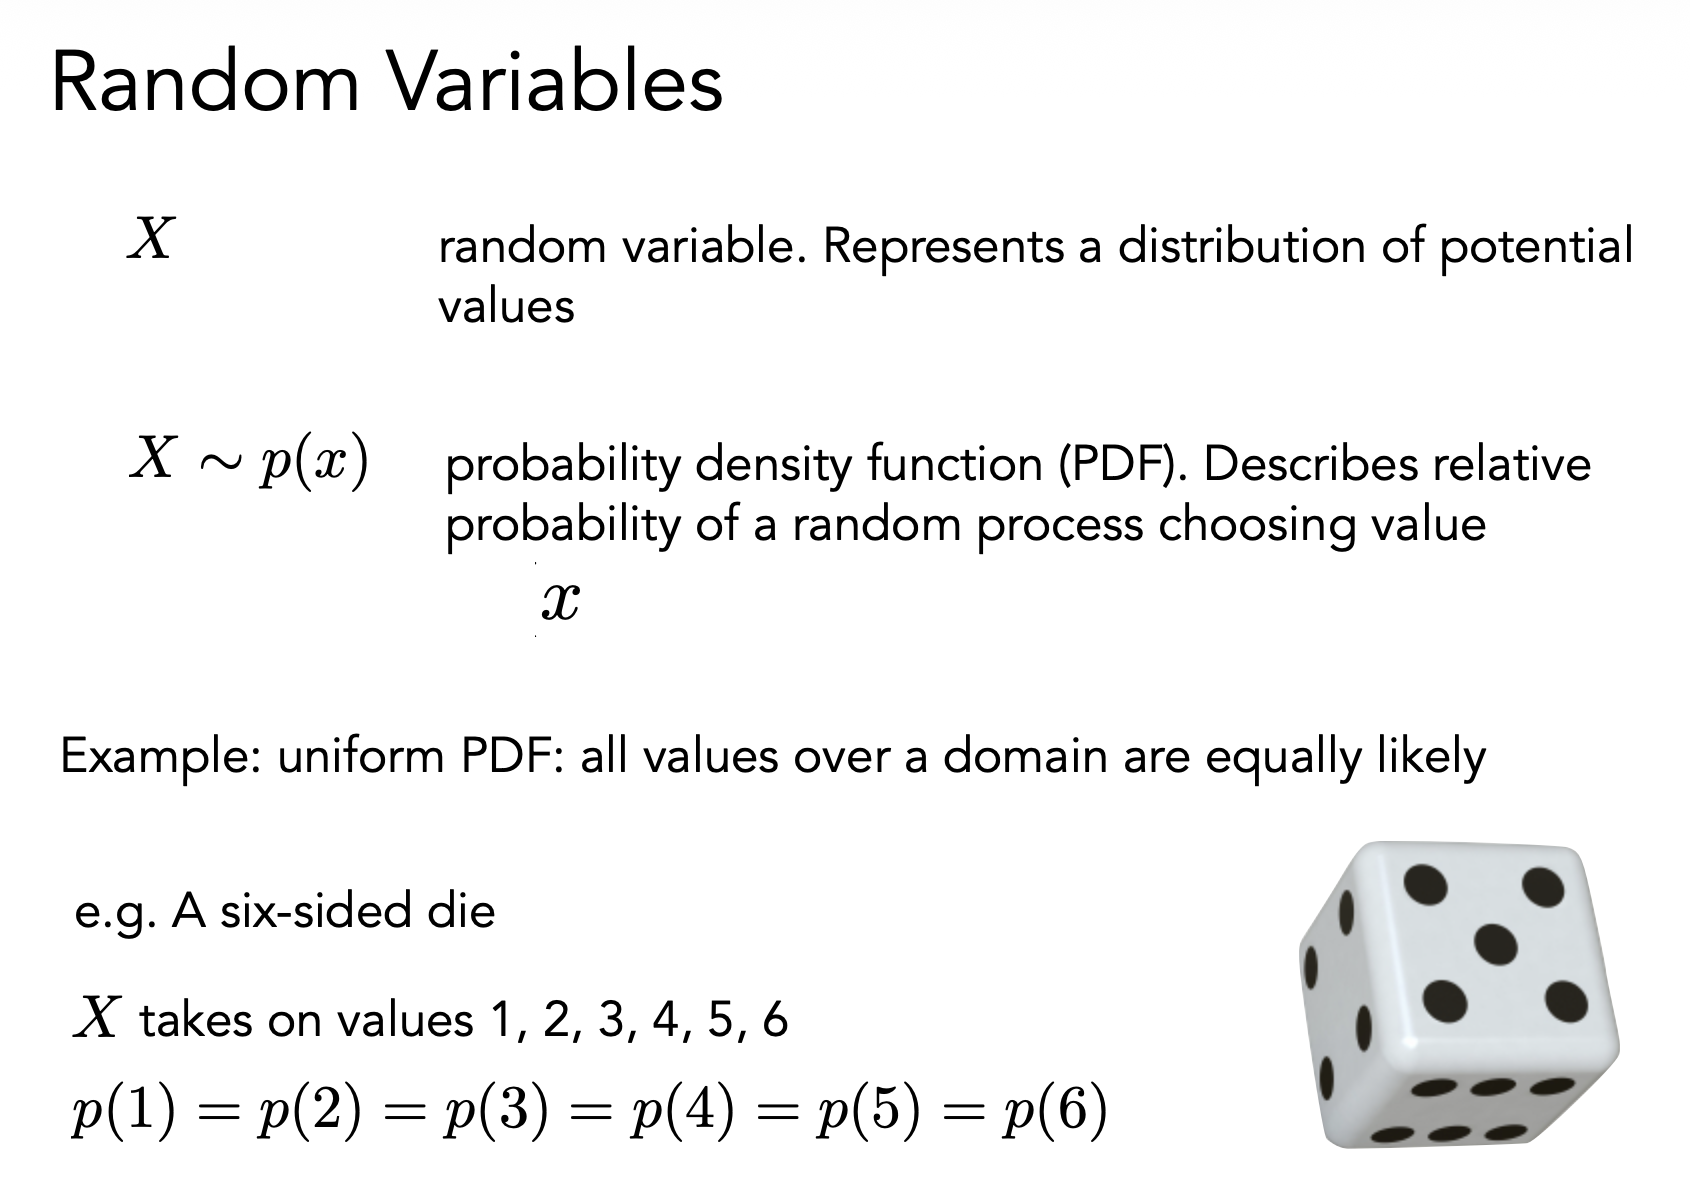 Random Variables
X
random variable. Represents a distribution of potential
values
X ∼ p(x)
probability density function (PDF). Describes relative
probability of a random process choosing value
x
Example: uniform PDF: all values over a domain are equally likely
e.g. A six-sided die
X takes on values 1, 2, 3, 4, 5, 6
p(1) = p(2) = p(3) = p(4) = p(5) = p(6)